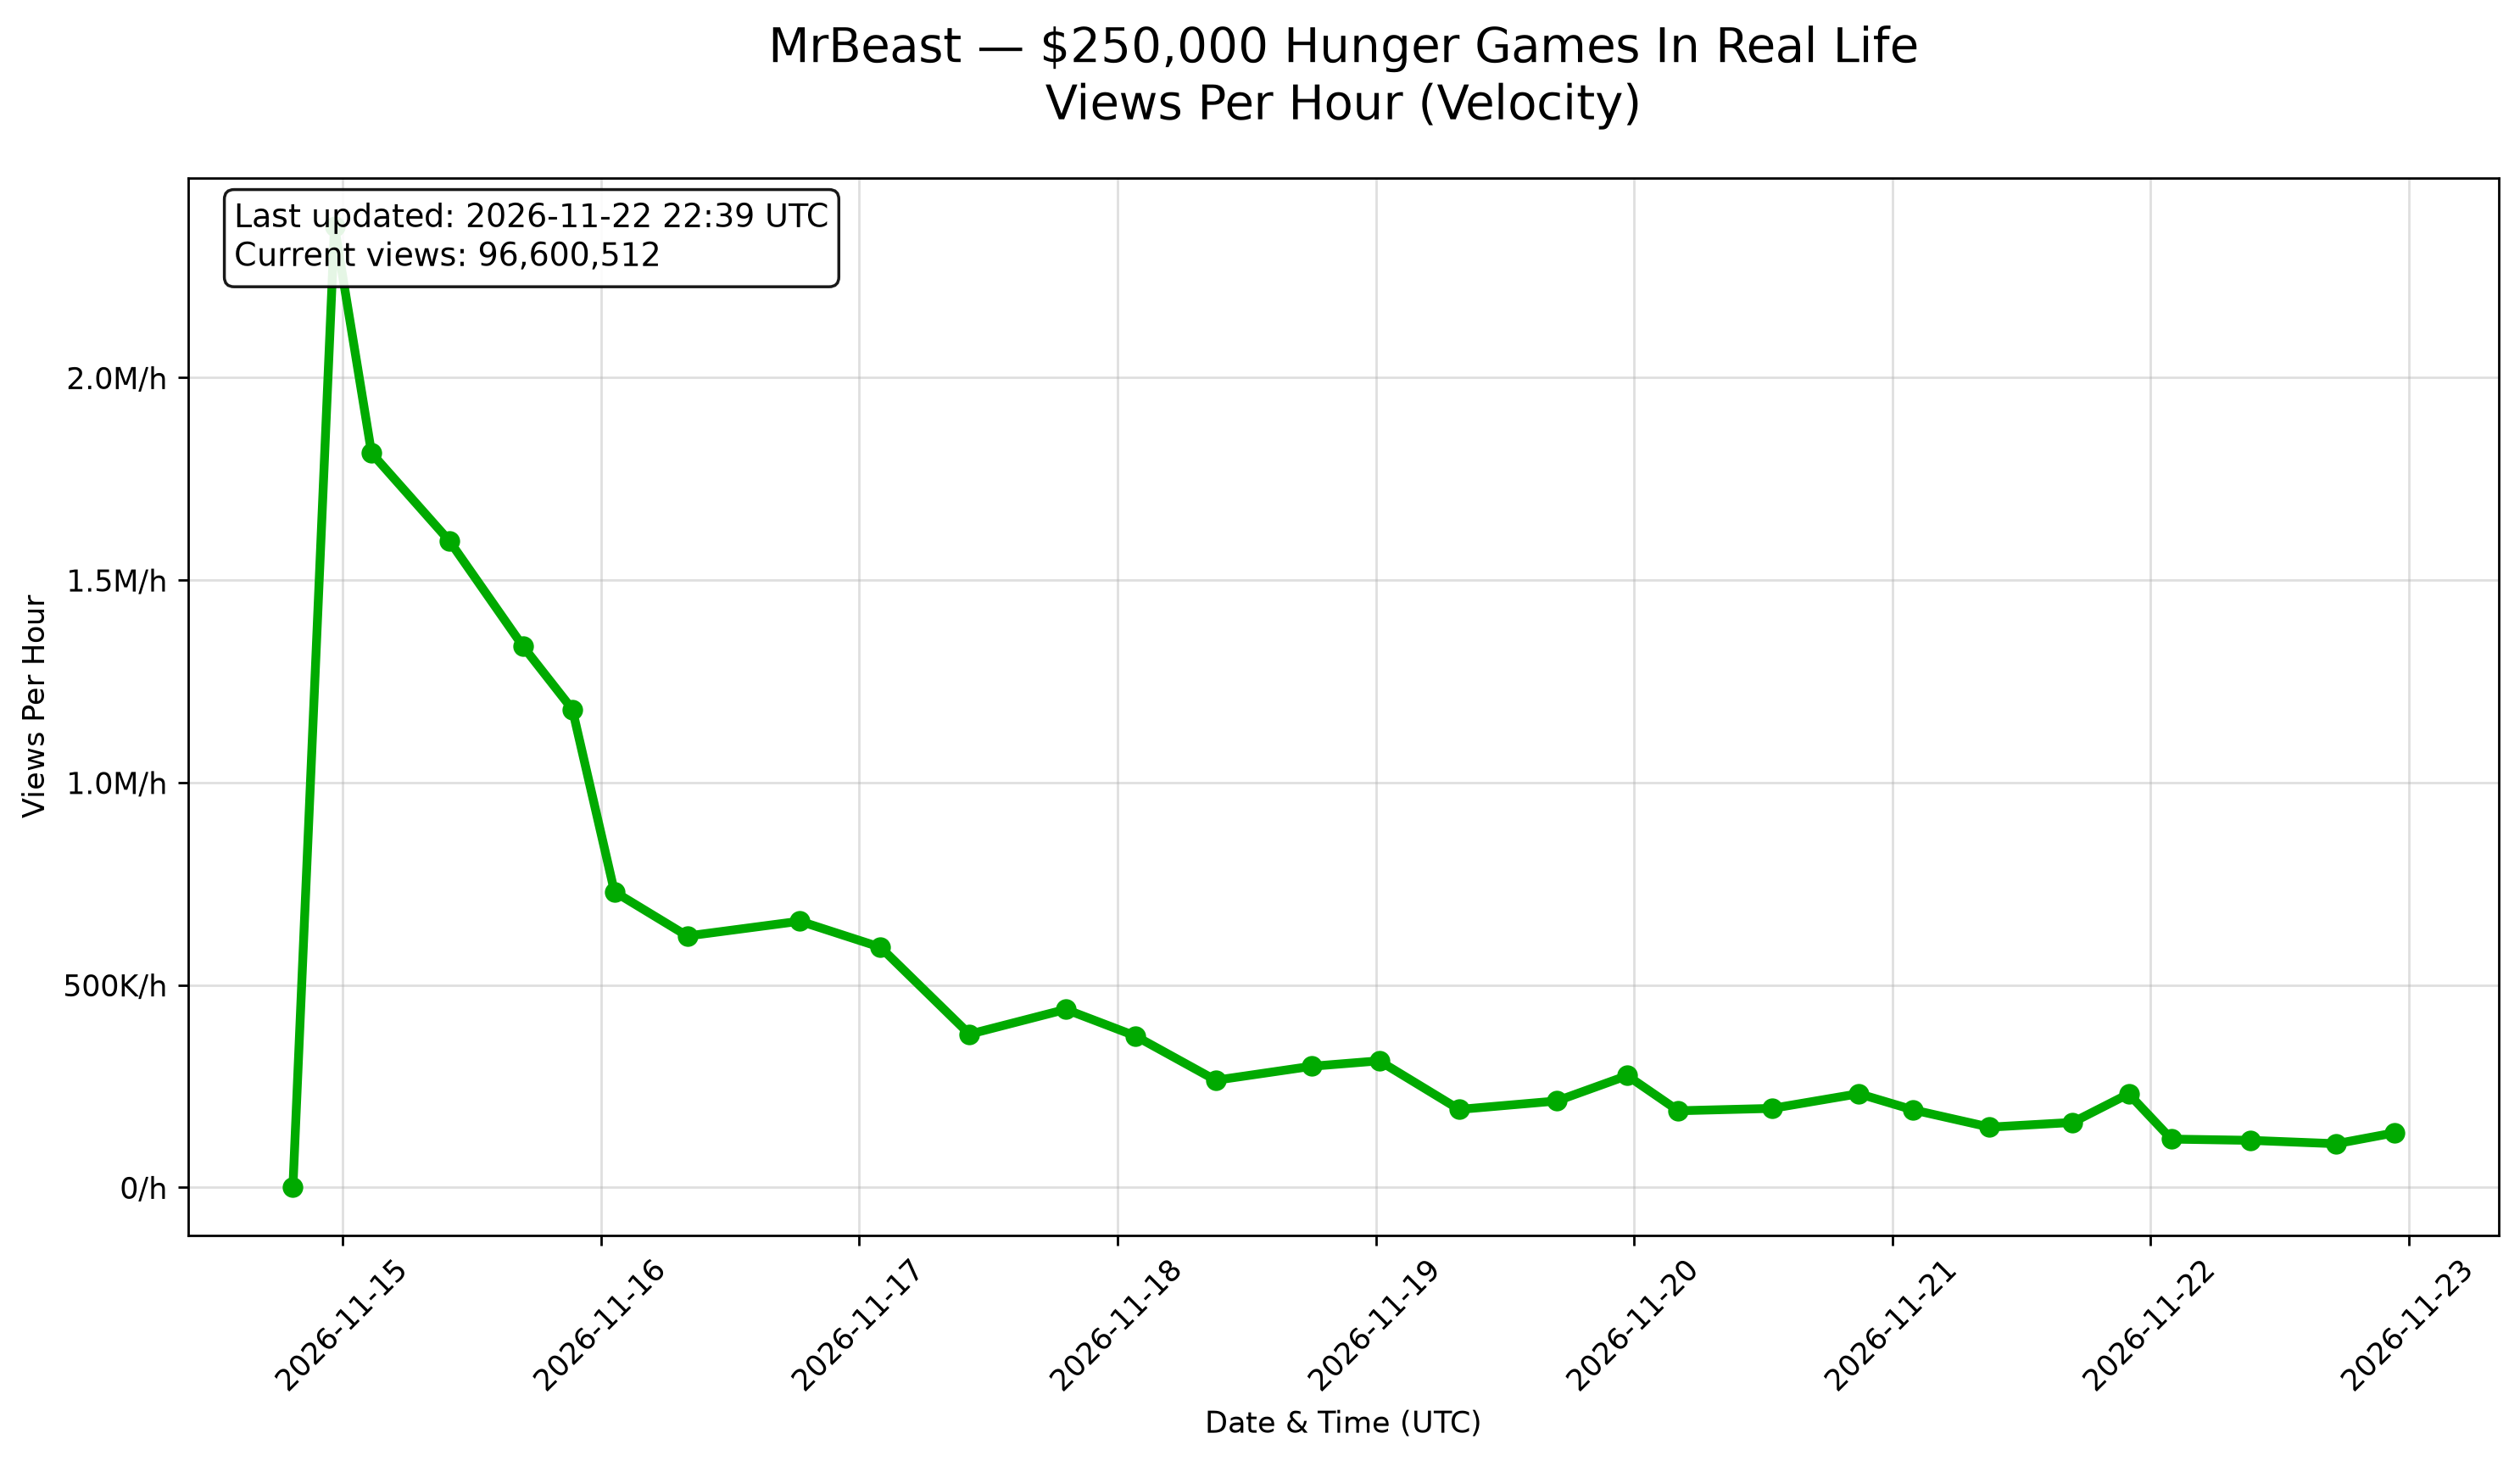 MrBeast — $250,000 Hunger Games In Real Life
Views Per Hour (Velocity)
Last updated: 2026-11-22 22:39 UTC
Current views: 96,600,512
2.0M/h
1.5M/h
1.0M/h
500K/h
0/h
Views Per Hour
2026-11-15
2026-11-16
2026-11-17
2026-11-18
2026-11-19
2026-11-20
2026-11-21
2026-11-22
2026-11-23
Date & Time (UTC)